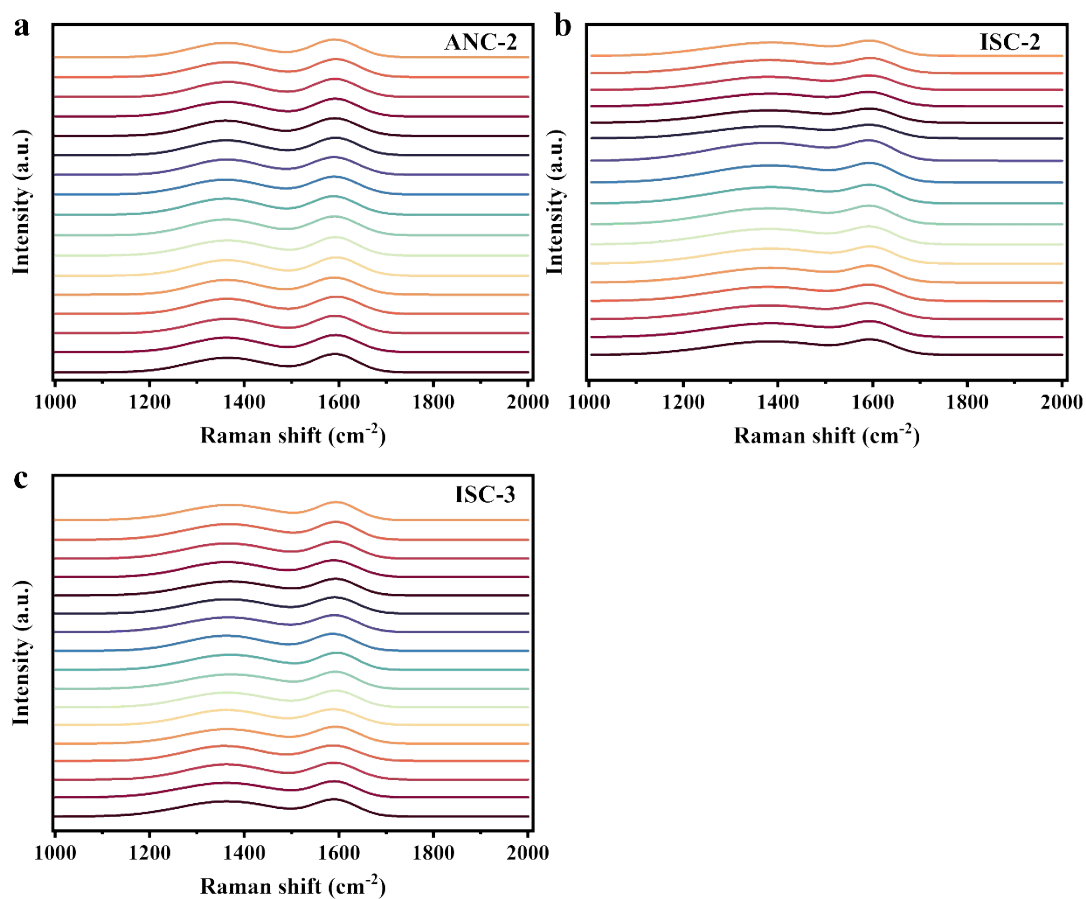 a
ANC-2
Intensity (a.u.)
1000 1200 1400 1600 1800 2000
Raman shift (cm⁻²)
b
ISC-2
Intensity (a.u.)
1000 1200 1400 1600 1800 2000
Raman shift (cm⁻²)
c
ISC-3
Intensity (a.u.)
1000 1200 1400 1600 1800 2000
Raman shift (cm⁻²)